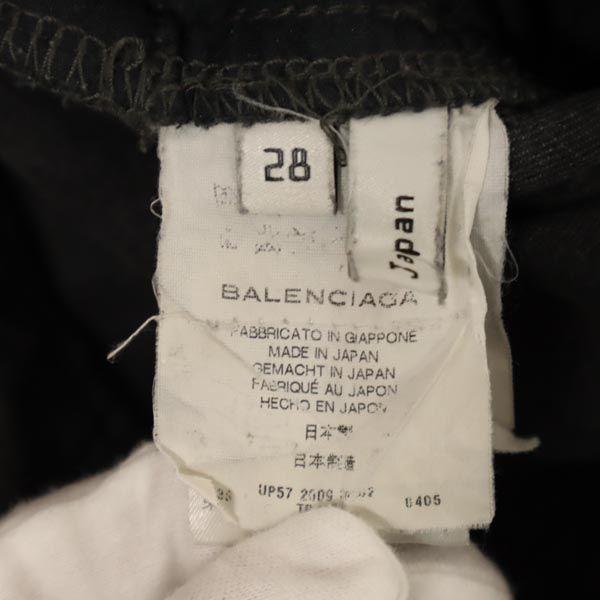 28
Japan
BALENCIAGA
FABBRICATO IN GIAPPONE
MADE IN JAPAN
GEMACHT IN JAPAN
FABRIQUÉ AU JAPON
HECHO EN JAPON
日本製
日本制造
UP57 2009
0405